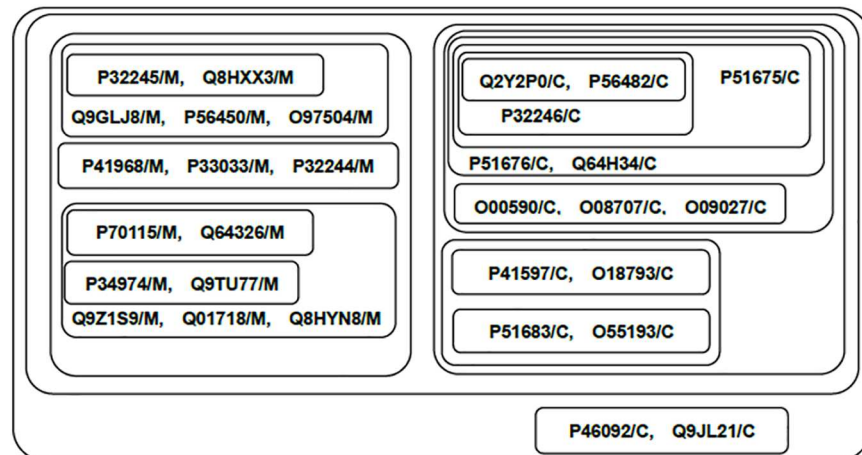 P32245/M, Q8HXX3/M
Q9GLJ8/M, P56450/M, O97504/M
P41968/M, P33033/M, P32244/M
P70115/M, Q64326/M
P34974/M, Q9TU77/M
Q9Z1S9/M, Q01718/M, Q8HYN8/M
Q2Y2P0/C, P56482/C
P51675/C
P32246/C
P51676/C, Q64H34/C
O00590/C, O08707/C, O09027/C
P41597/C, O18793/C
P51683/C, O55193/C
P46092/C, Q9JL21/C